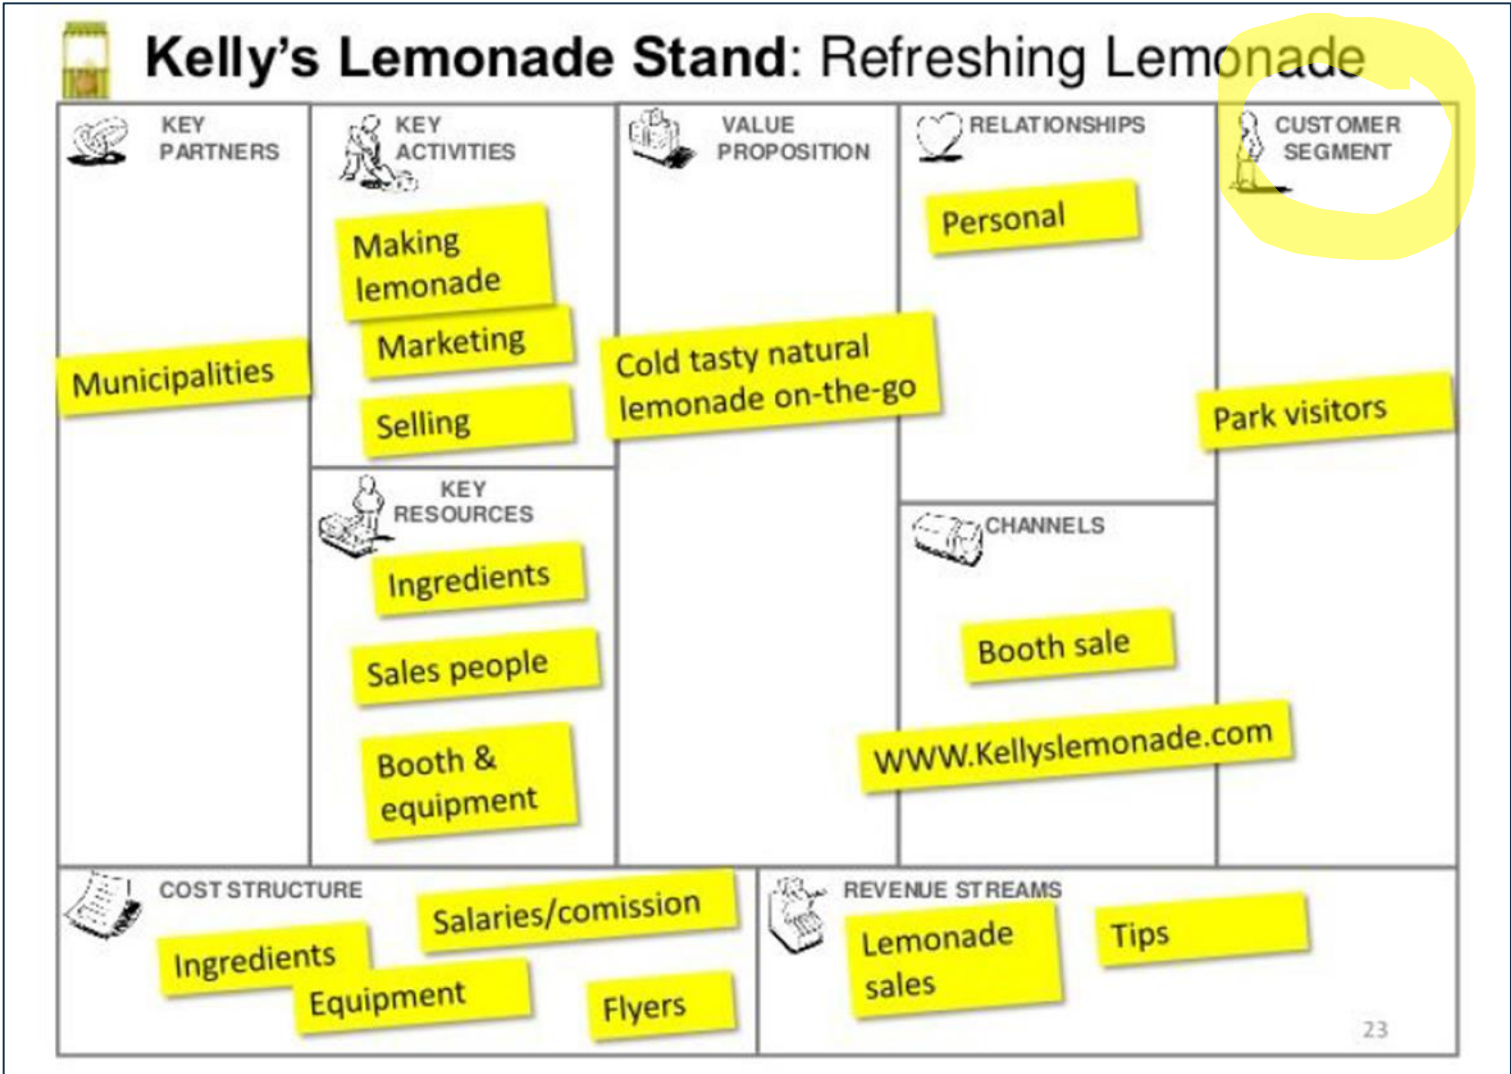 Kelly's Lemonade Stand: Refreshing Lemonade
KEY
PARTNERS
Municipalities
KEY
ACTIVITIES
Making
lemonade
Marketing
Selling
KEY
RESOURCES
Ingredients
Sales people
Booth &
equipment
VALUE
PROPOSITION
Cold tasty natural
lemonade on-the-go
RELATIONSHIPS
Personal
CHANNELS
Booth sale
WWW.Kellyslemonade.com
CUSTOMER
SEGMENT
Park visitors
COST STRUCTURE
Salaries/comission
Ingredients
Equipment
Flyers
REVENUE STREAMS
Lemonade
sales
Tips
23